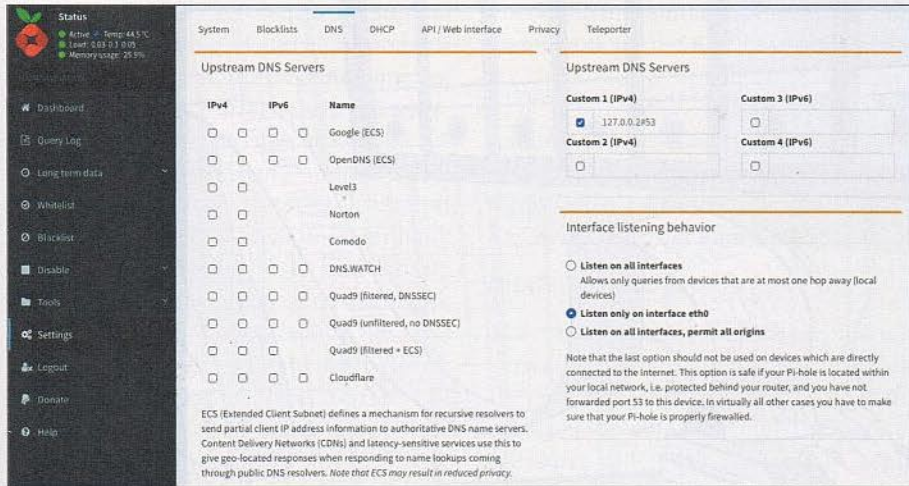 Status
Active Temp: 44.5 °C
0.03 0.1 0.05
Memory usage: 25.9%
Dashboard
Query Log
Long term data
Whitelist
Blacklist
Disable
Tools
Settings
Logout
Donate
Help
System Blocklists DNS DHCP API / Web interface Privacy Teleporter
Upstream DNS Servers
IPv4 IPv6 Name
Google (ECS)
OpenDNS (ECS)
Level3
Norton
Comodo
DNS.WATCH
Quad9 (filtered, DNSSEC)
Quad9 (unfiltered, no DNSSEC)
Quad9 (filtered + ECS)
Cloudflare
ECS (Extended Client Subnet) defines a mechanism for recursive resolvers to
send partial client IP address information to authoritative DNS name servers.
Content Delivery Networks (CDNs) and latency-sensitive services use this to
give geo-located responses when responding to name lookups coming
through public DNS resolvers. Note that ECS may result in reduced privacy.
Upstream DNS Servers
Custom 1 (IPv4) Custom 3 (IPv6)
127.0.0.2#53
Custom 2 (IPv4) Custom 4 (IPv6)
Interface listening behavior
Listen on all interfaces
Allows only queries from devices that are at most one hop away (local
devices)
Listen only on interface eth0
Listen on all interfaces, permit all origins
Note that the last option should not be used on devices which are directly
connected to the Internet. This option is safe if your Pi-hole is located within
your local network, i.e. protected behind your router, and you have not
forwarded port 53 to this device. In virtually all other cases you have to make
sure that your Pi-hole is properly firewalled.